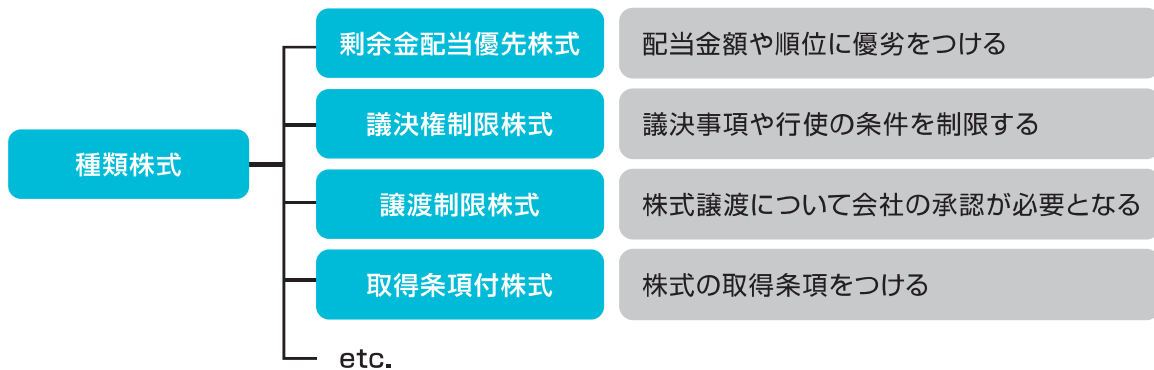 剰余金配当優先株式
配当金額や順位に優劣をつける
議決権制限株式
議決事項や行使の条件を制限する
種類株式
譲渡制限株式
株式譲渡について会社の承認が必要となる
取得条項付株式
株式の取得条項をつける
etc.